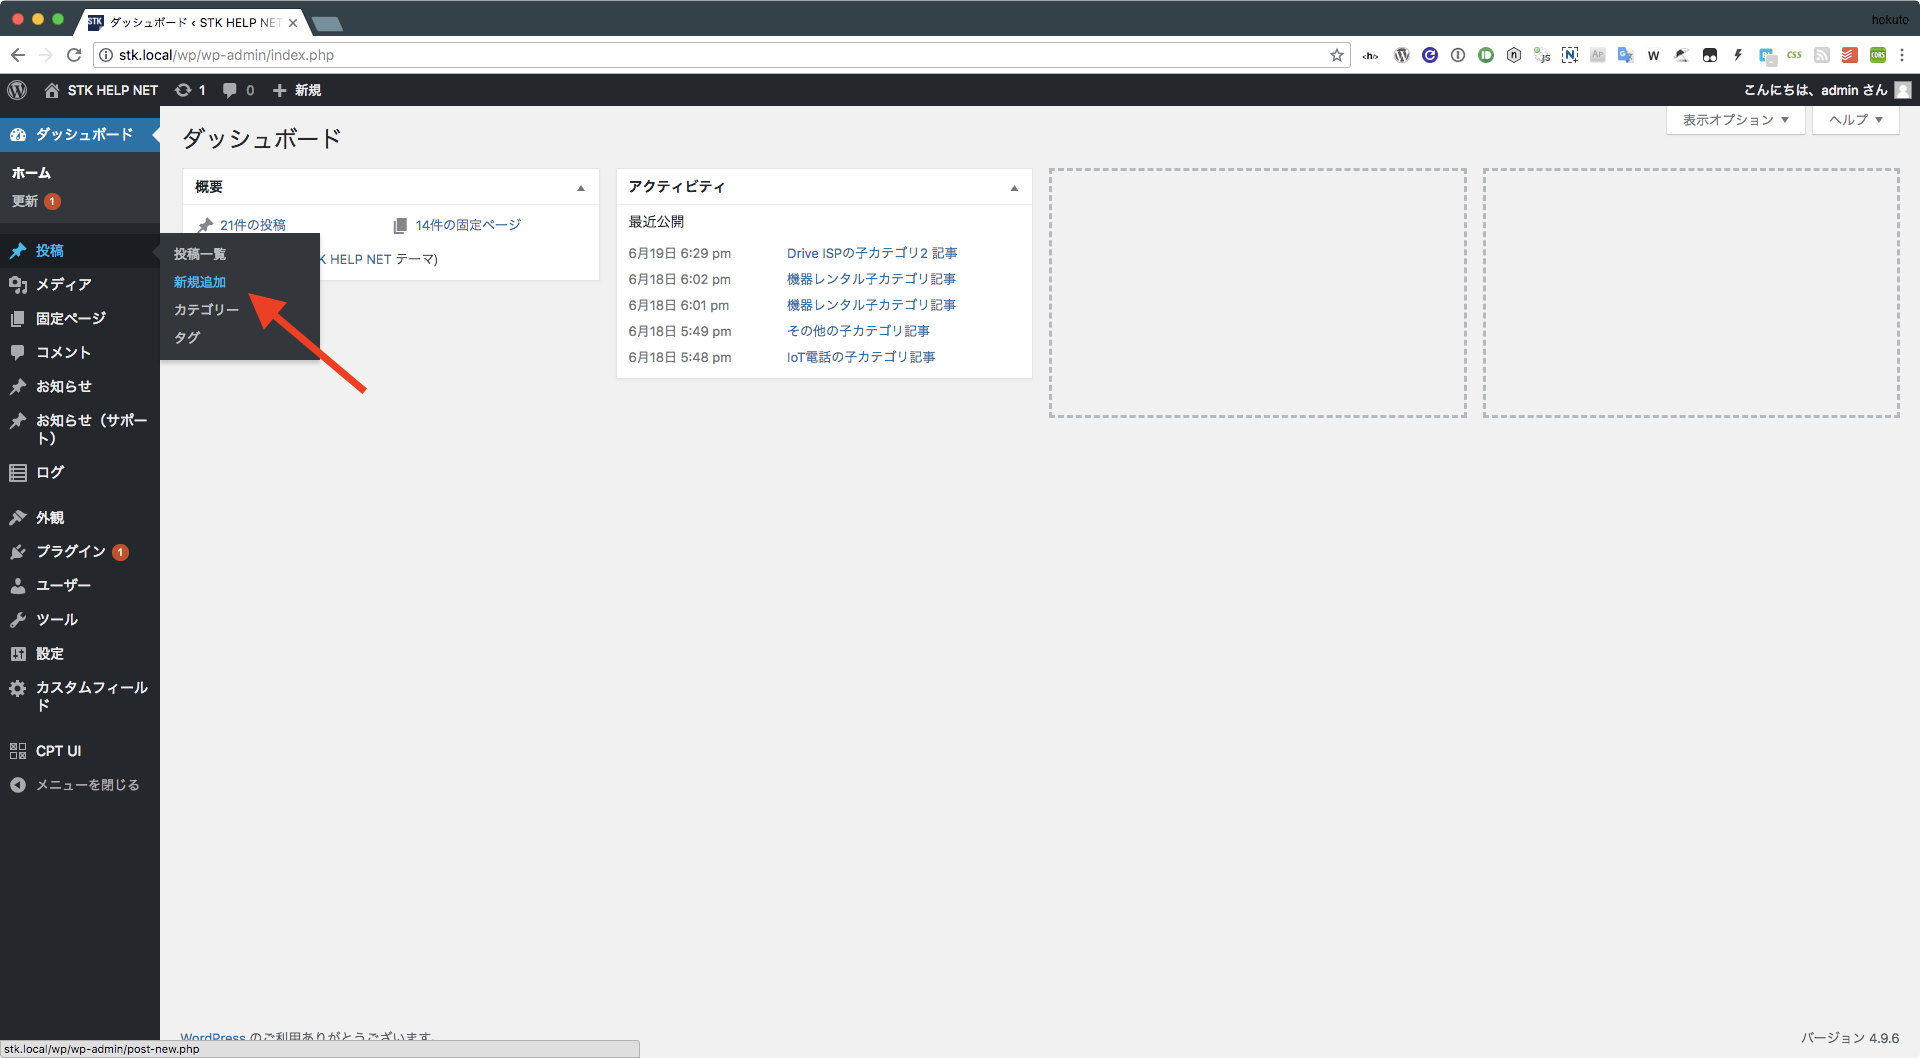 ダッシュボード ‹ STK HELP NET
hokuto
stk.local/wp/wp-admin/index.php
STK HELP NET 1 0 新規
こんにちは、admin さん
ダッシュボード
ホーム
更新 1
投稿
メディア
固定ページ
コメント
お知らせ
お知らせ（サポー
ト）
ログ
外観
プラグイン 1
ユーザー
ツール
設定
カスタムフィール
ド
CPT UI
メニューを閉じる
投稿一覧
新規追加
カテゴリー
タグ
ダッシュボード
表示オプション
ヘルプ
概要
21件の投稿
14件の固定ページ
K HELP NET テーマ)
アクティビティ
最近公開
6月19日 6:29 pm Drive ISPの子カテゴリ2 記事
6月18日 6:02 pm 機器レンタル子カテゴリ記事
6月18日 6:01 pm 機器レンタル子カテゴリ記事
6月18日 5:49 pm その他の子カテゴリ記事
6月18日 5:48 pm IoT電話の子カテゴリ記事
WordPress のご利用ありがとうございます。
バージョン 4.9.6
stk.local/wp/wp-admin/post-new.php